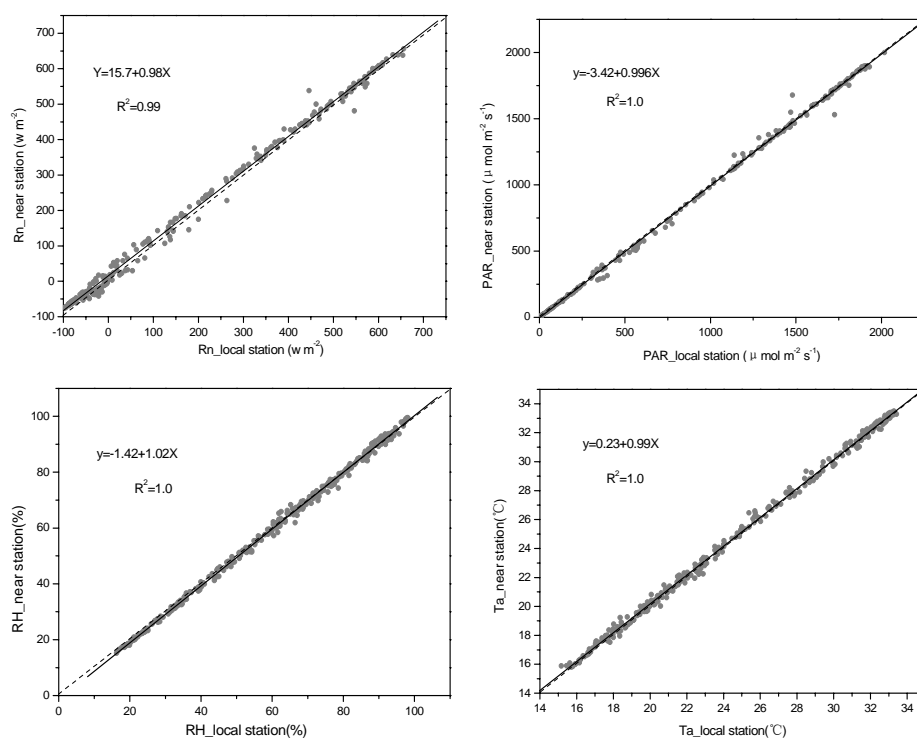 Y=15.7+0.98X
R²=0.99
Rn_near station (w m⁻²)
700
600
500
400
300
200
100
0
-100
-100 0 100 200 300 400 500 600 700
Rn_local station (w m⁻²)
y=-3.42+0.996X
R²=1.0
PAR_near station ( μ mol m⁻² s⁻¹)
2000
1500
1000
500
0
0 500 1000 1500 2000
PAR_local station ( μ mol m⁻² s⁻¹)
y=-1.42+1.02X
R²=1.0
RH_near station(%)
100
80
60
40
20
0
0 20 40 60 80 100
RH_local station(%)
y=0.23+0.99X
R²=1.0
Ta_near station(℃)
34
32
30
28
26
24
22
20
18
16
14
14 16 18 20 22 24 26 28 30 32 34
Ta_local station(℃)